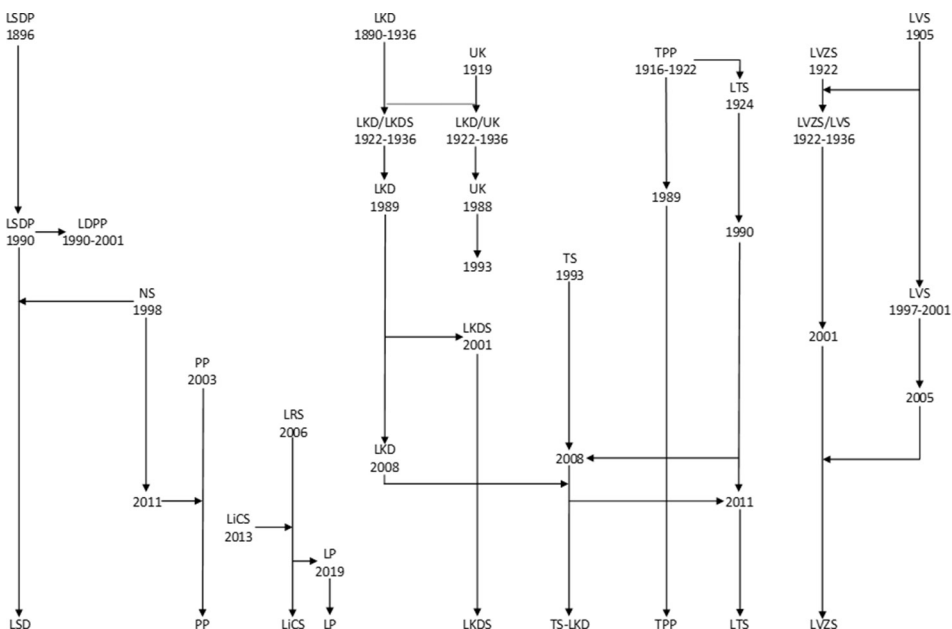 LSDP
1896
LKD
1890-1936
UK
1919
TPP
1916-1922
LTS
1924
LVZS
1922
LVS
1905
LKD/LKDS
1922-1936
LKD/UK
1922-1936
LVZS/LVS
1922-1936
LKD
1989
UK
1988
1989
LSDP
1990
LDPP
1990-2001
1990
1993
TS
1993
NS
1998
LVS
1997-2001
LKDS
2001
2001
PP
2003
2005
LRS
2006
LKD
2008
2008
2011
2011
LiCS
2013
LP
2019
LSD
PP
LiCS
LP
LKDS
TS-LKD
TPP
LTS
LVZS